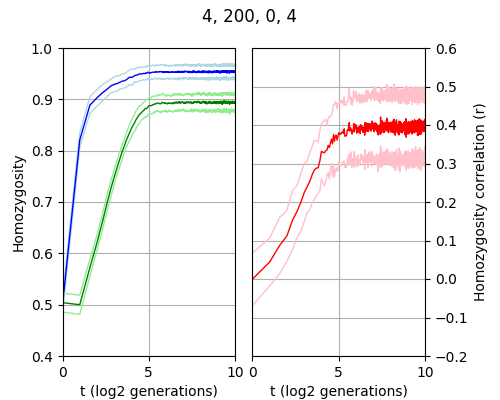 4, 200, 0, 4
Homozygosity
1.0
0.9
0.8
0.7
0.6
0.5
0.4
0 5 10
t (log2 generations)
0.6
0.5
0.4
0.3
0.2
0.1
0.0
−0.1
−0.2
Homozygosity correlation (r)
0 5 10
t (log2 generations)